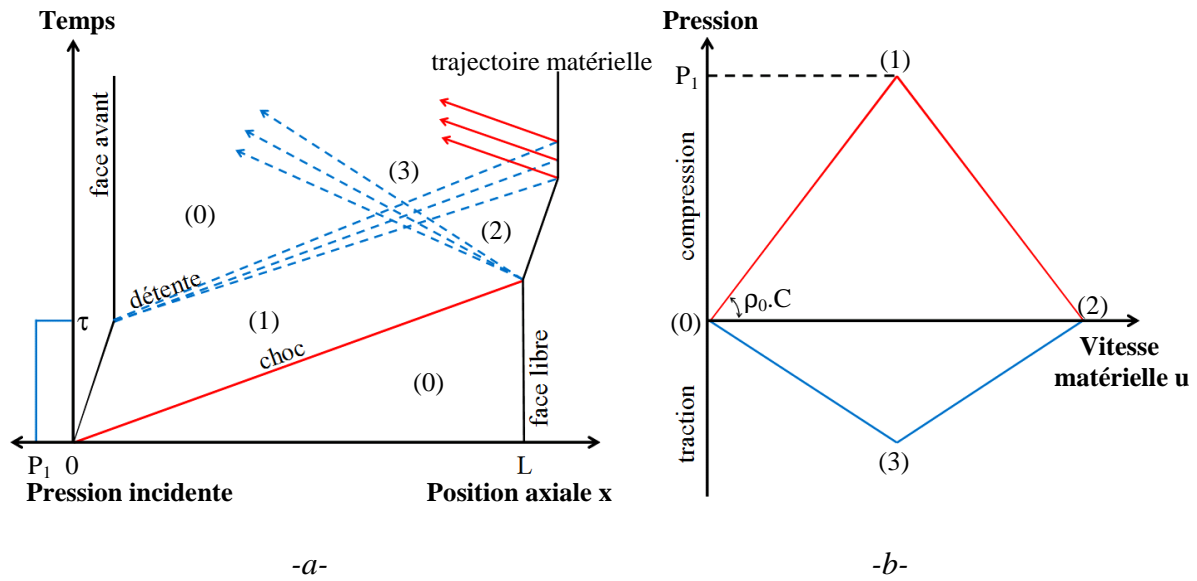 Temps
face avant
trajectoire matérielle
(3)
(0)
(2)
détente
τ
(1)
choc
(0)
face libre
P₁ 0
L
Pression incidente
Position axiale x
-a-
Pression
(1)
P₁
compression
ρ₀.C
(0)
(2)
Vitesse
matérielle u
traction
(3)
-b-